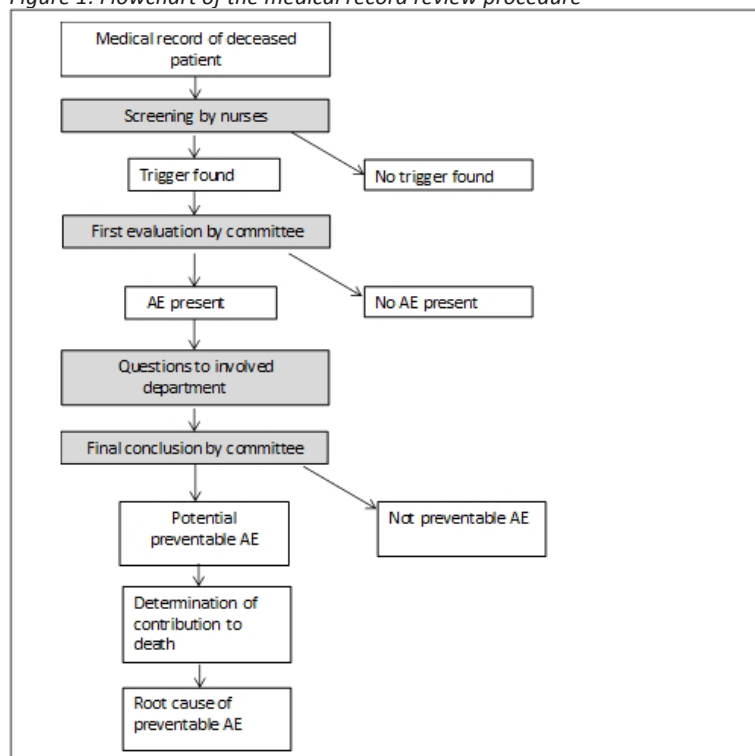 Figure 1. Flowchart of the medical record review procedure
Medical record of deceased
patient
Screening by nurses
Trigger found
No trigger found
First evaluation by committee
AE present
No AE present
Questions to involved
department
Final conclusion by committee
Potential
preventable AE
Not preventable AE
Determination of
contribution to
death
Root cause of
preventable AE